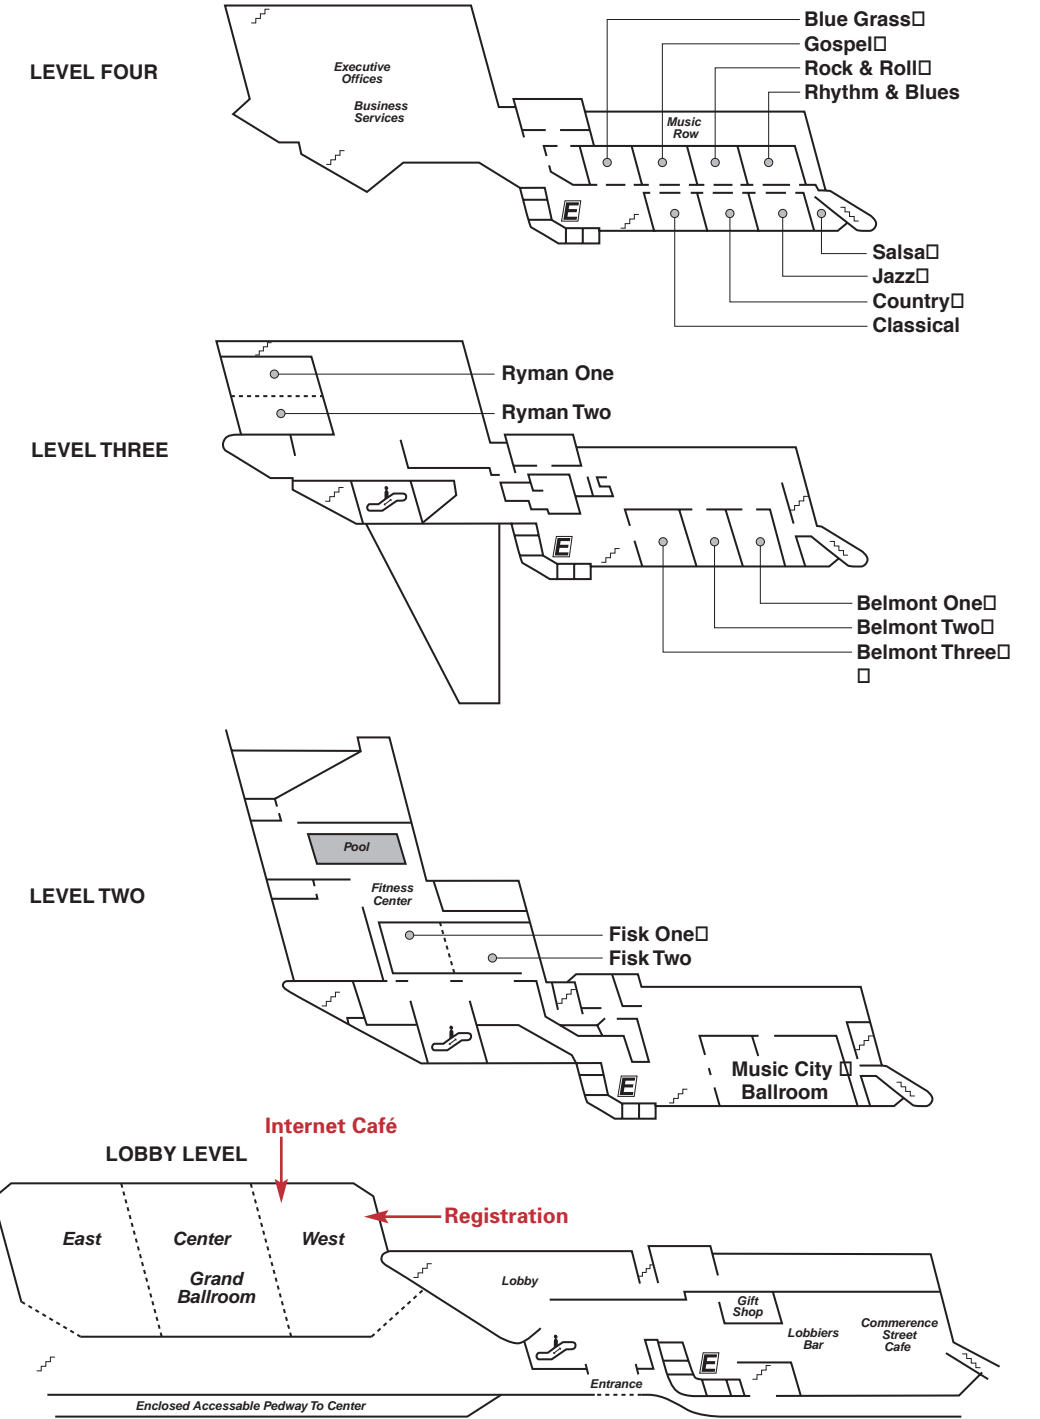 Blue Grass
Gospel
Rock & Roll
Rhythm & Blues
LEVEL FOUR
Executive
Offices
Business
Services
Music
Row
E
Salsa
Jazz
Country
Classical
Ryman One
Ryman Two
LEVEL THREE
E
Belmont One
Belmont Two
Belmont Three
Pool
LEVEL TWO
Fitness
Center
Fisk One
Fisk Two
Music City
Ballroom
E
Internet Café
LOBBY LEVEL
Registration
East
Center
West
Grand
Ballroom
Lobby
Gift
Shop
Lobbiers
Bar
Commerence
Street
Cafe
E
Entrance
Enclosed Accessable Pedway To Center